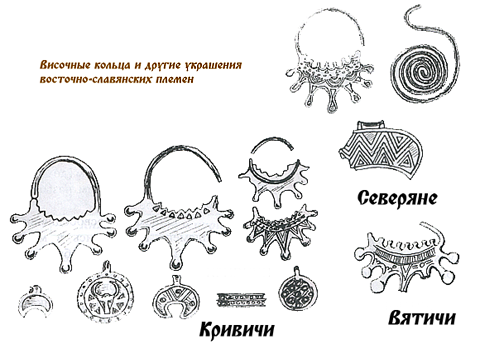 Височные кольца и другие украшения
восточно-славянских племен
Северяне
Кривичи
Вятичи